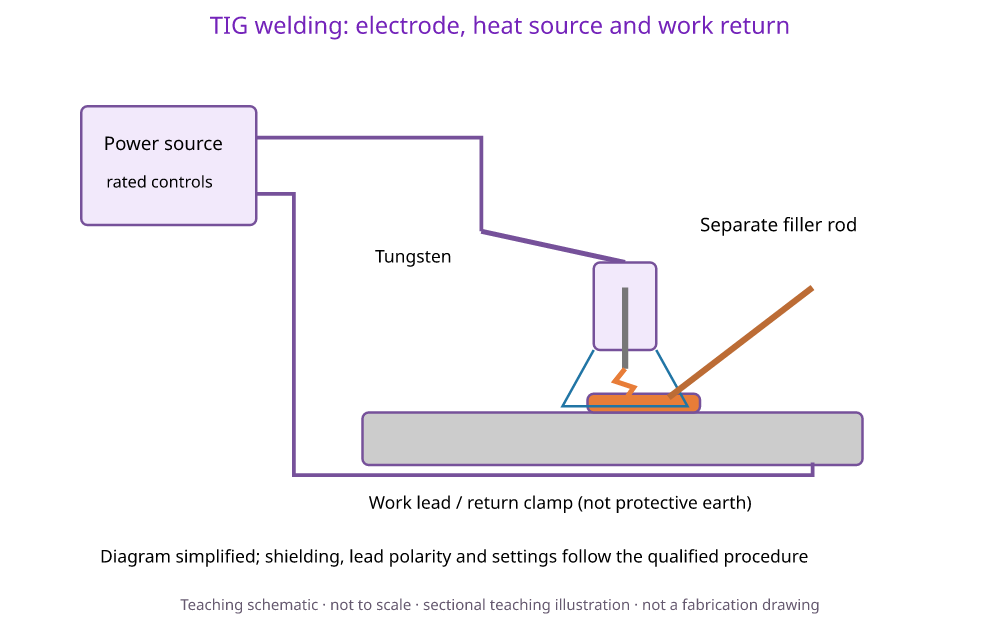 TIG welding: electrode, heat source and work return
Power source
rated controls
Separate filler rod
Tungsten
Work lead / return clamp (not protective earth)
Diagram simplified; shielding, lead polarity and settings follow the qualified procedure
Teaching schematic · not to scale · sectional teaching illustration · not a fabrication drawing